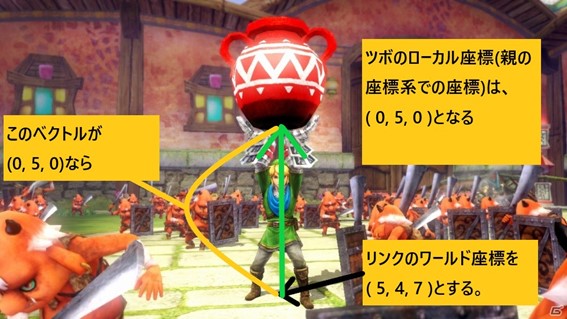 ツボのローカル座標(親の
座標系での座標)は、
( 0, 5, 0 )となる
このベクトルが
(0, 5, 0)なら
リンクのワールド座標を
( 5, 4, 7 )とする。